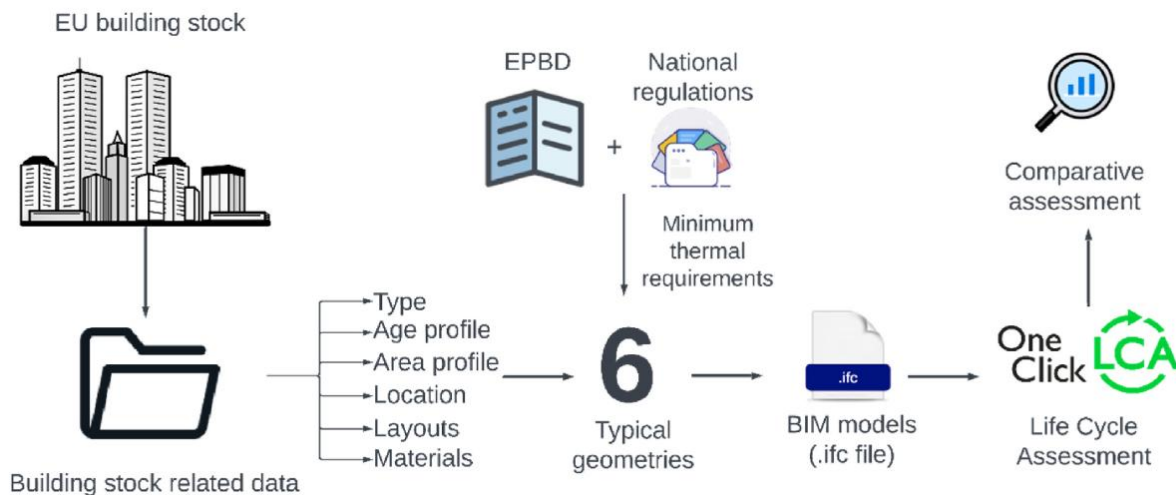 EU building stock
Building stock related data
Type
Age profile
Area profile
Location
Layouts
Materials
EPBD
+
National
regulations
Minimum
thermal
requirements
6
Typical
geometries
.ifc
BIM models
(.ifc file)
One
Click
LCA
Life Cycle
Assessment
Comparative
assessment